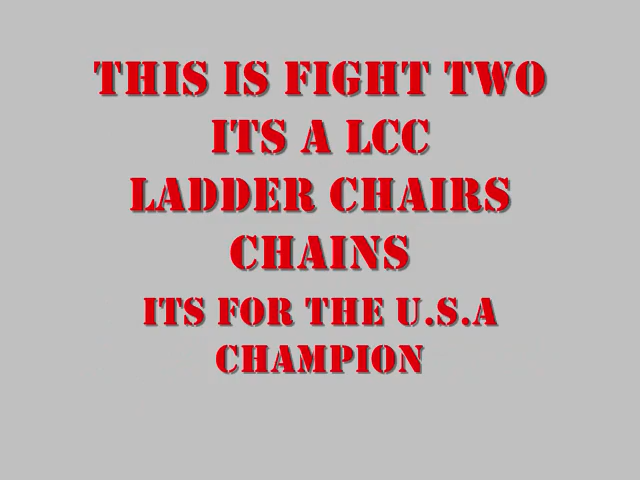 THIS IS FIGHT TWO
ITS A LCC
LADDER CHAIRS
CHAINS
ITS FOR THE U.S.A
CHAMPION